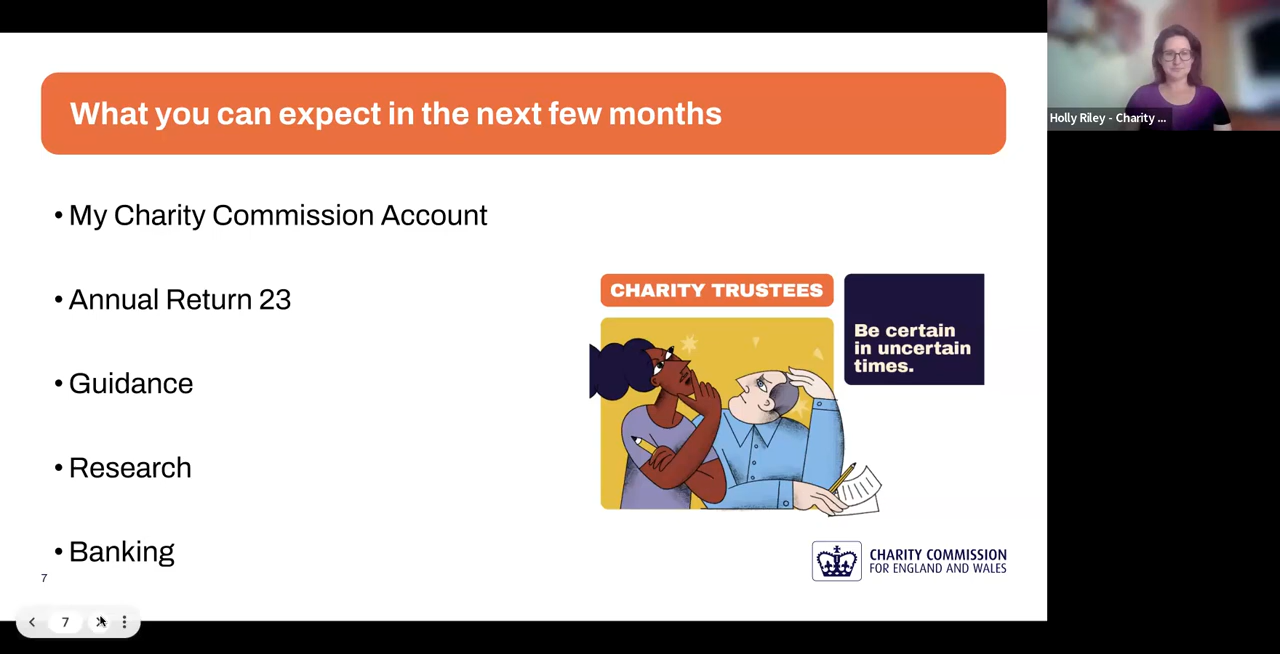 What you can expect in the next few months
• My Charity Commission Account
• Annual Return 23
• Guidance
• Research
• Banking
CHARITY TRUSTEES
Be certain
in uncertain
times.
CHARITY COMMISSION
FOR ENGLAND AND WALES
7
7
Holly Riley - Charity ...